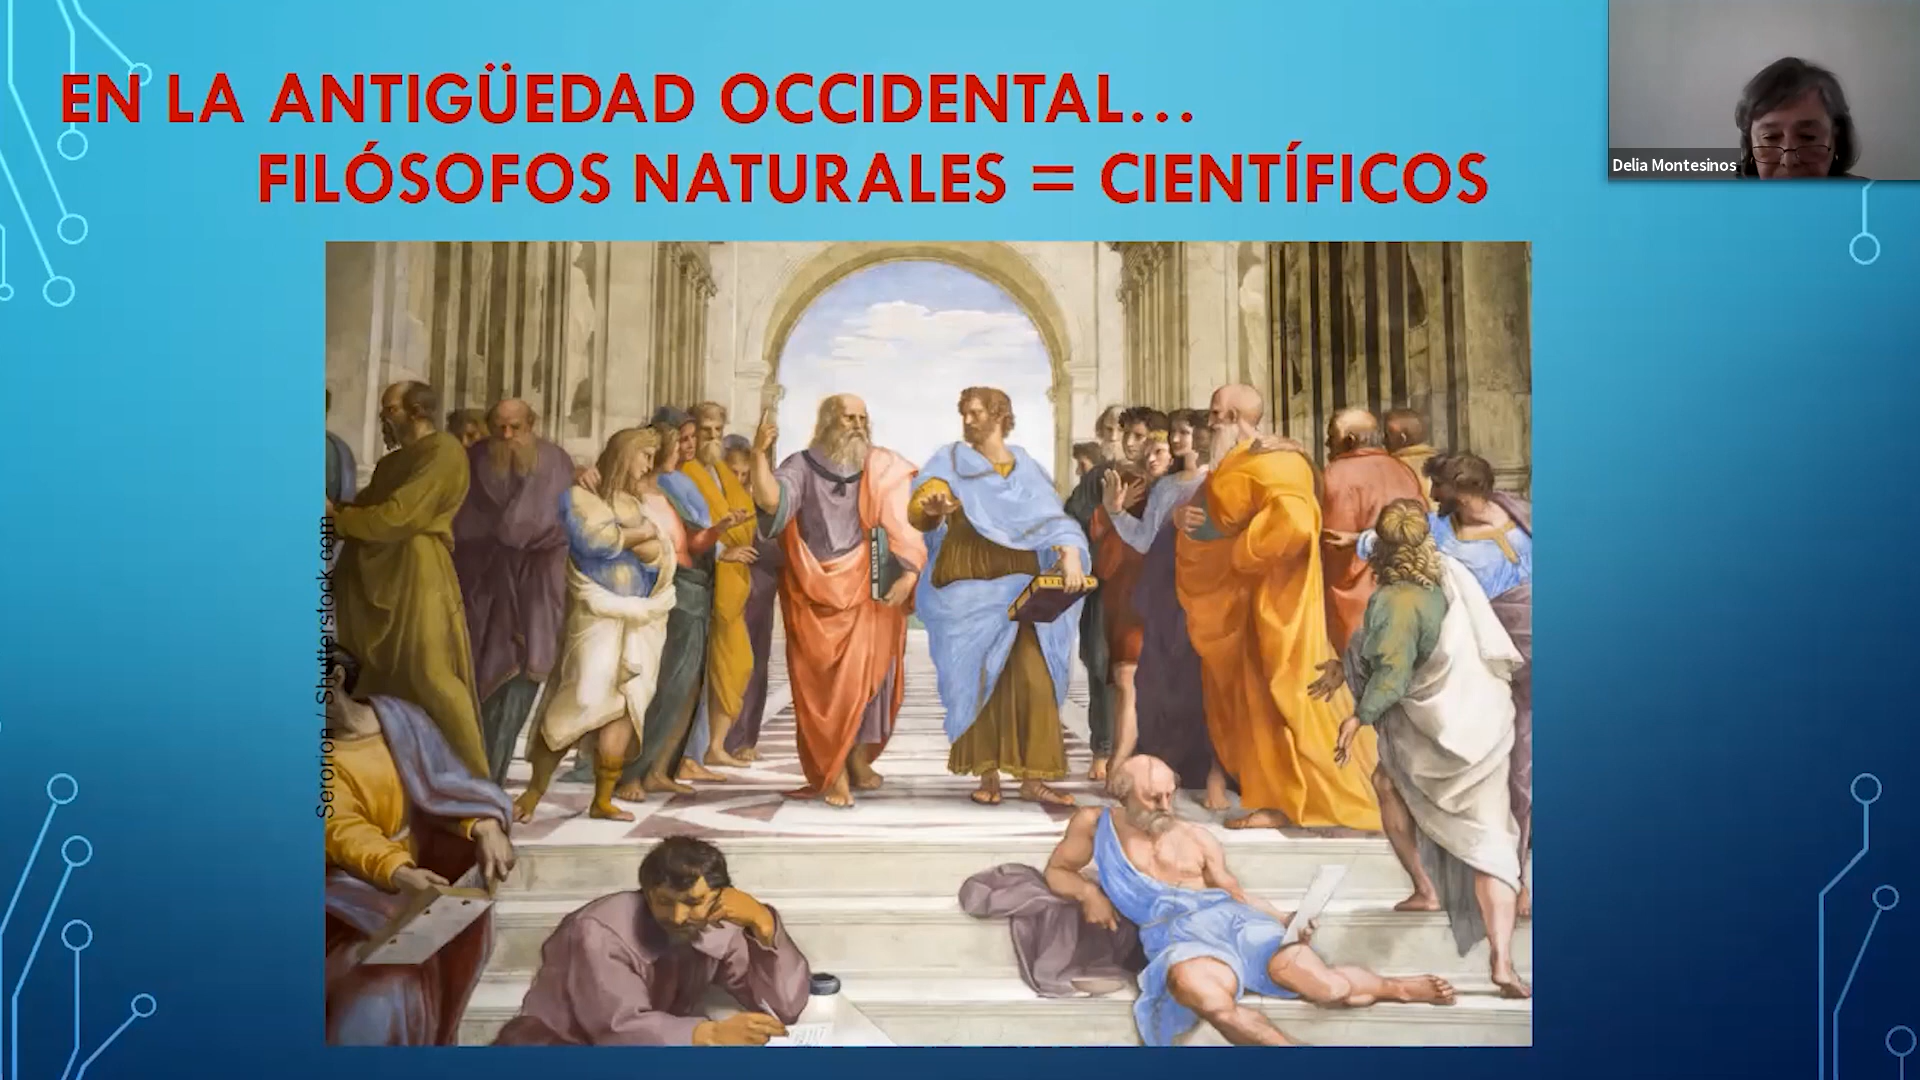 EN LA ANTIGÜEDAD OCCIDENTAL...
FILÓSOFOS NATURALES = CIENTÍFICOS
Delia Montesinos
Serorion / Shutterstock.com